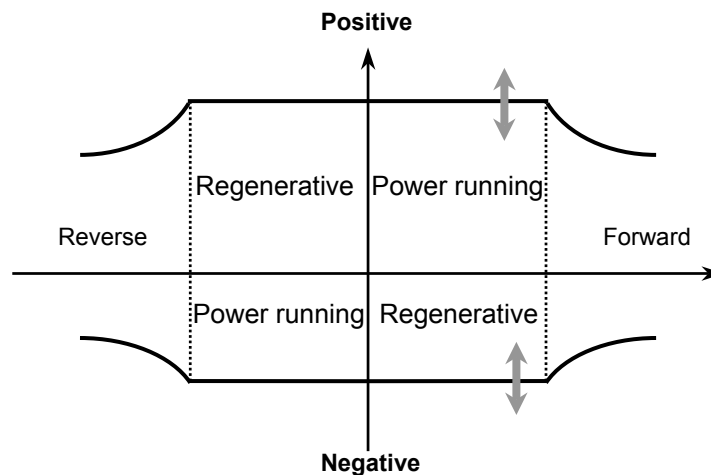 Positive
Regenerative
Power running
Reverse
Forward
Power running
Regenerative
Negative